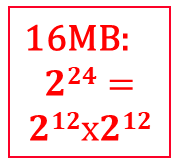 16MB:
2²⁴ =
2¹²x2¹²